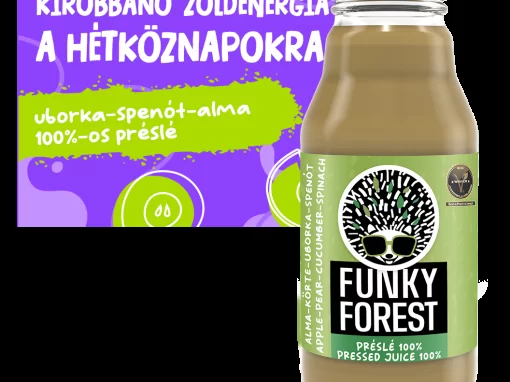 KIROBBANÓ ZÖLDENERGIA
A HÉTKÖZNAPOKRA
uborka-spenót-alma
100%-os préslé
ALMA-KÖRTE-UBORKA-SPENÓT
APPLE-PEAR-CUCUMBER-SPINACH
FUNKY
FOREST
PRÉSLÉ 100%
PRESSED JUICE 100%